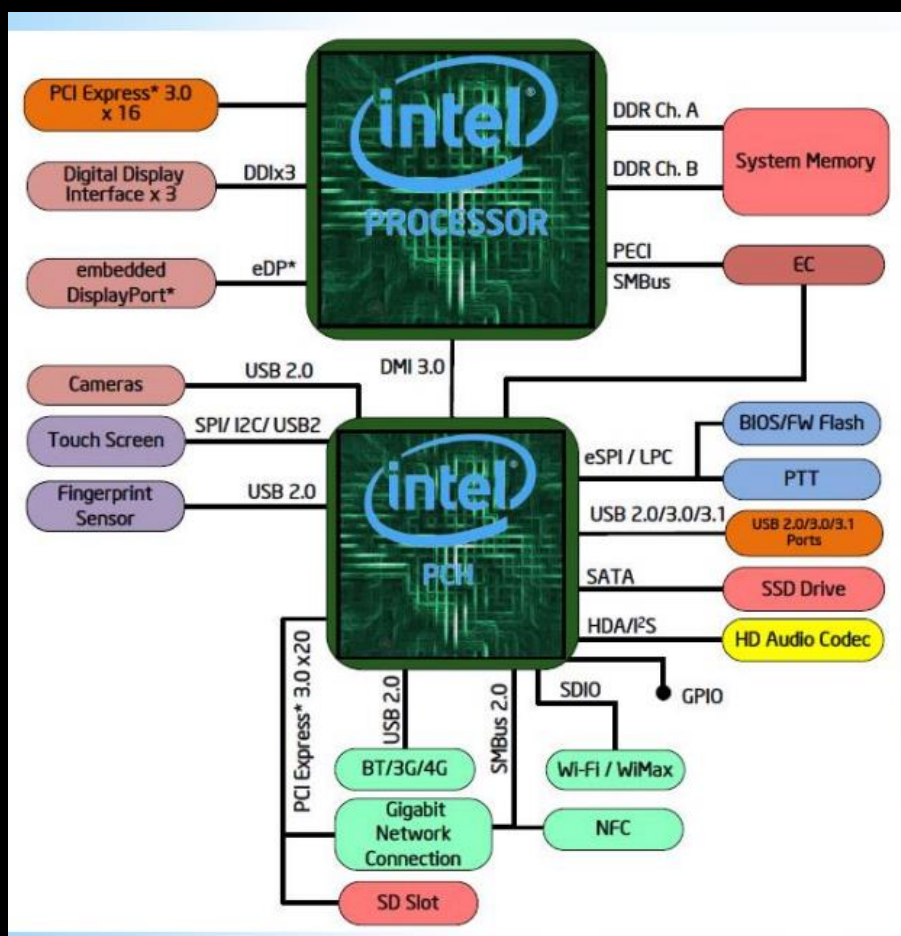 intel®
PROCESSOR
PCI Express* 3.0
x 16
Digital Display
Interface x 3
DDIx3
embedded
DisplayPort*
eDP*
DDR Ch. A
DDR Ch. B
System Memory
PECI
SMBus
EC
DMI 3.0
Cameras
USB 2.0
Touch Screen
SPI/ I2C/ USB2
Fingerprint
Sensor
USB 2.0
intel®
PCH
eSPI / LPC
BIOS/FW Flash
PTT
USB 2.0/3.0/3.1
USB 2.0/3.0/3.1
Ports
SATA
SSD Drive
HDA/I²S
HD Audio Codec
GPIO
SDIO
PCI Express* 3.0 x20
USB 2.0
SMBus 2.0
BT/3G/4G
Wi-Fi / WiMax
Gigabit
Network
Connection
NFC
SD Slot